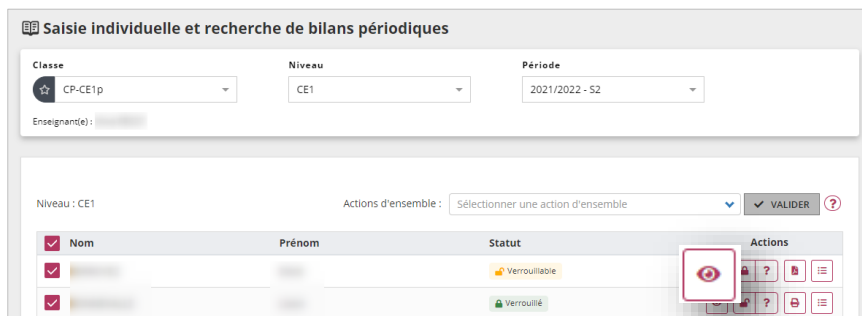 Saisie individuelle et recherche de bilans périodiques
Classe Niveau Période
CP-CE1p CE1 2021/2022 - S2
Enseignant(e) :
Niveau : CE1 Actions d'ensemble : Sélectionner une action d'ensemble VALIDER ?
Nom Prénom Statut Actions
Verrouillable ?
Verrouillé ?